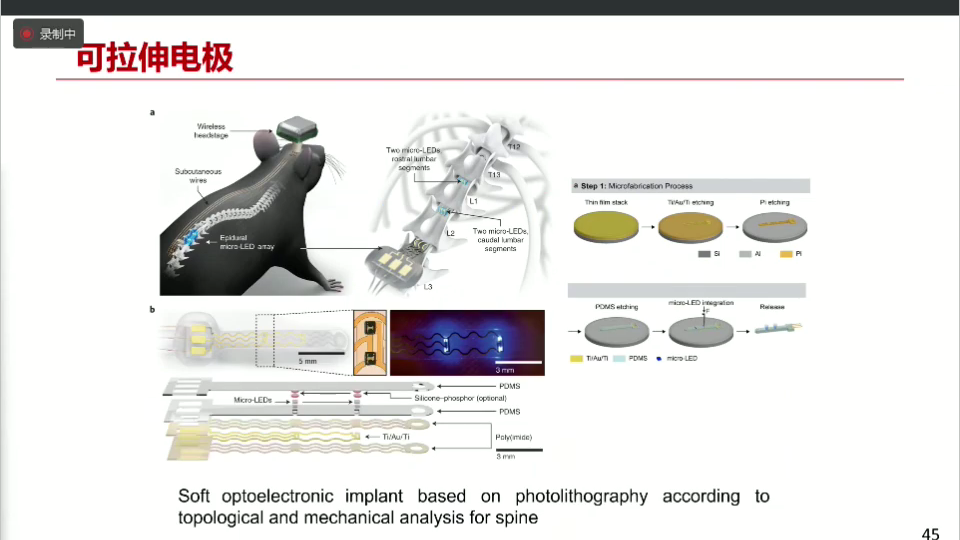 录制中
可拉伸电极
a
Wireless
headstage
Subcutaneous
wires
Epidural
micro-LED array
Two micro-LEDs,
rostral lumbar
segments
T12
T13
L1
L2
Two micro-LEDs,
caudal lumbar
segments
L3
b
5 mm
3 mm
PDMS
Silicone–phosphor (optional)
Micro-LEDs
PDMS
Ti/Au/Ti
Poly(imide)
3 mm
a Step 1: Microfabrication Process
Thin film stack
Ti/Au/Ti etching
PI etching
Si
Al
PI
PDMS etching
micro-LED integration
Release
Ti/Au/Ti
PDMS
micro-LED
Soft optoelectronic implant based on photolithography according to
topological and mechanical analysis for spine
45